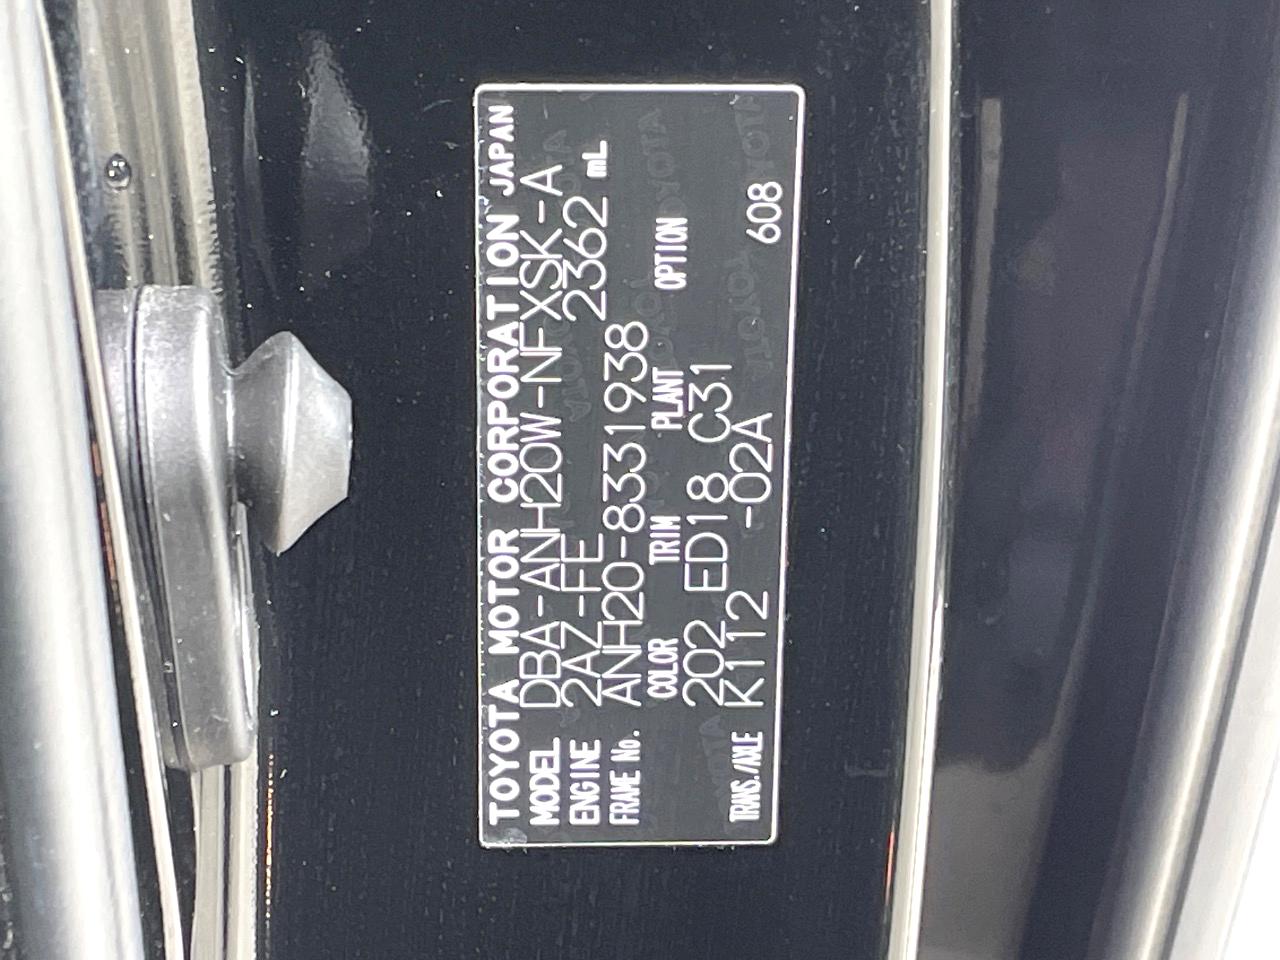 TOYOTA MOTOR CORPORATION JAPAN
MODEL DBA-ANH20W-NFXSK-A
ENGINE 2AZ-FE 2362 mL
FRAME No. ANH20-8331938
COLOR TRIM PLANT OPTION
202 ED18 C31
TRANS./AXLE K112 -02A 608